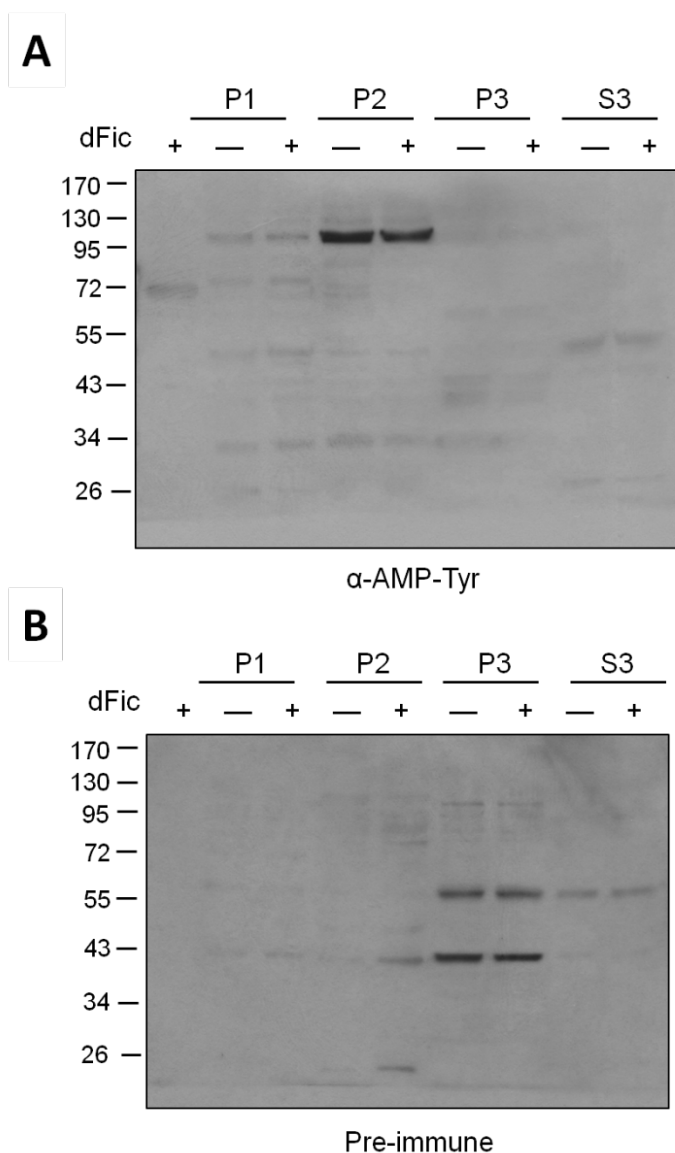 A
P1 P2 P3 S3
dFic + — + — + — + — +
170
130
95
72
55
43
34
26
α-AMP-Tyr
B
P1 P2 P3 S3
dFic + — + — + — + — +
170
130
95
72
55
43
34
26
Pre-immune